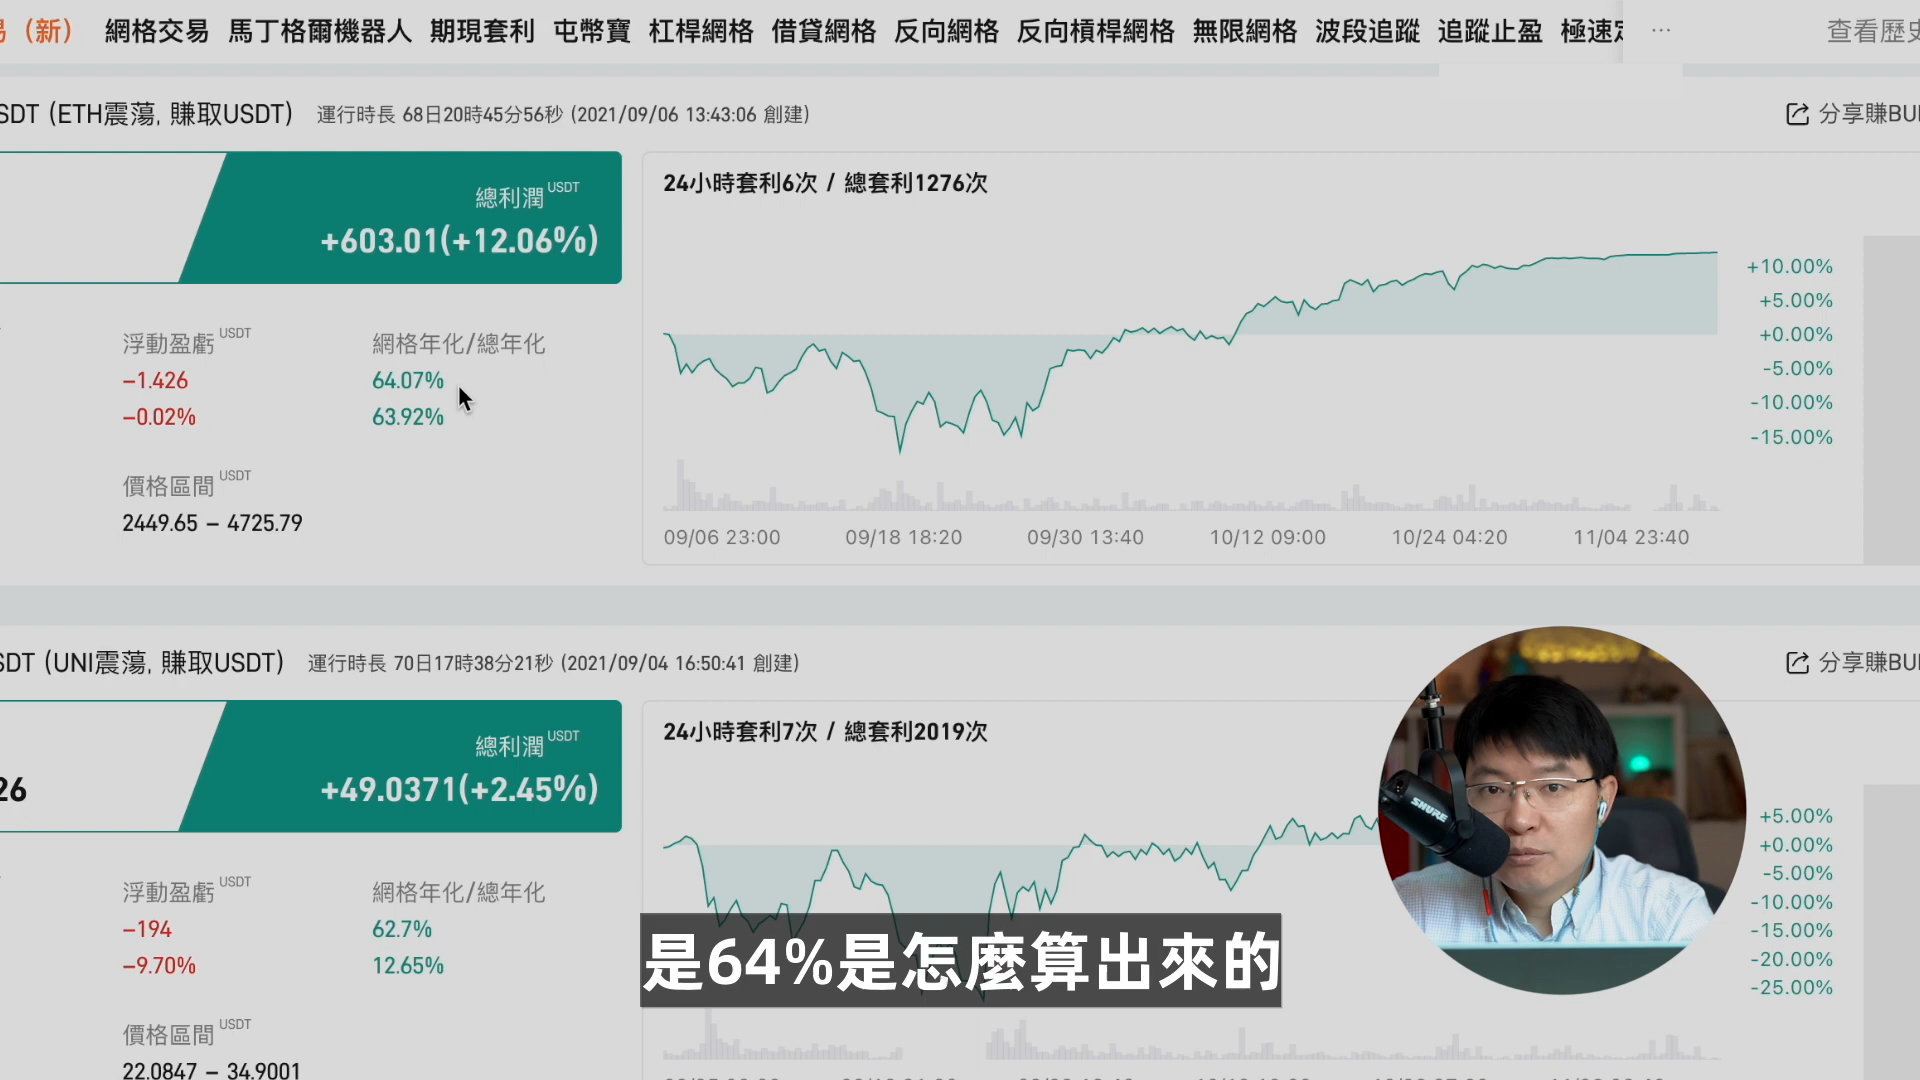 易（新） 網格交易 馬丁格爾機器人 期現套利 屯幣寶 杠桿網格 借貸網格 反向網格 反向槓桿網格 無限網格 波段追蹤 追蹤止盈 極速定 ... 查看歷史
SDT (ETH震蕩, 賺取USDT) 運行時長 68日20時45分56秒 (2021/09/06 13:43:06 創建) 分享賺BU
總利潤 USDT
+603.01(+12.06%)
浮動盈虧 USDT
−1.426
−0.02%
網格年化/總年化
64.07%
63.92%
價格區間 USDT
2449.65 – 4725.79
24小時套利6次 / 總套利1276次
+10.00%
+5.00%
+0.00%
-5.00%
-10.00%
-15.00%
09/06 23:00 09/18 18:20 09/30 13:40 10/12 09:00 10/24 04:20 11/04 23:40
SDT (UNI震蕩, 賺取USDT) 運行時長 70日17時38分21秒 (2021/09/04 16:50:41 創建) 分享賺BU
26
總利潤 USDT
+49.0371(+2.45%)
浮動盈虧 USDT
−194
−9.70%
網格年化/總年化
62.7%
12.65%
價格區間 USDT
22.0847 – 34.9001
24小時套利7次 / 總套利2019次
+5.00%
+0.00%
-5.00%
-10.00%
-15.00%
-20.00%
-25.00%
SHURE
是64%是怎麼算出來的